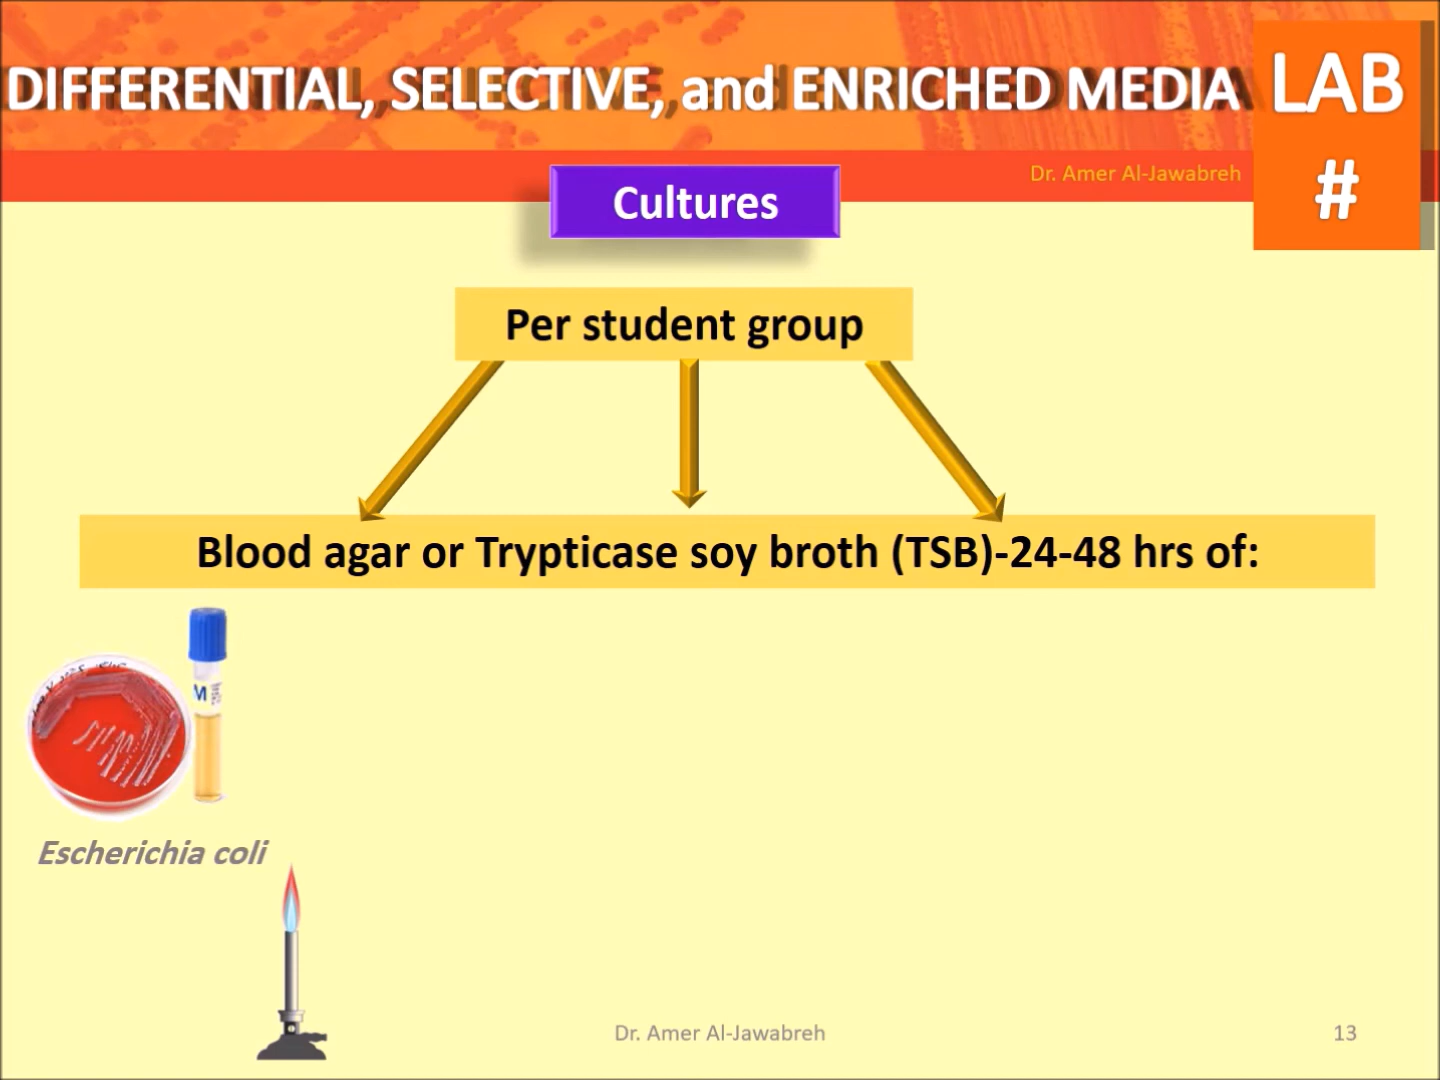 DIFFERENTIAL, SELECTIVE, and ENRICHED MEDIA
LAB
#
Dr. Amer Al-Jawabreh
Cultures
Per student group
Blood agar or Trypticase soy broth (TSB)-24-48 hrs of:
M
Escherichia coli
Dr. Amer Al-Jawabreh
13